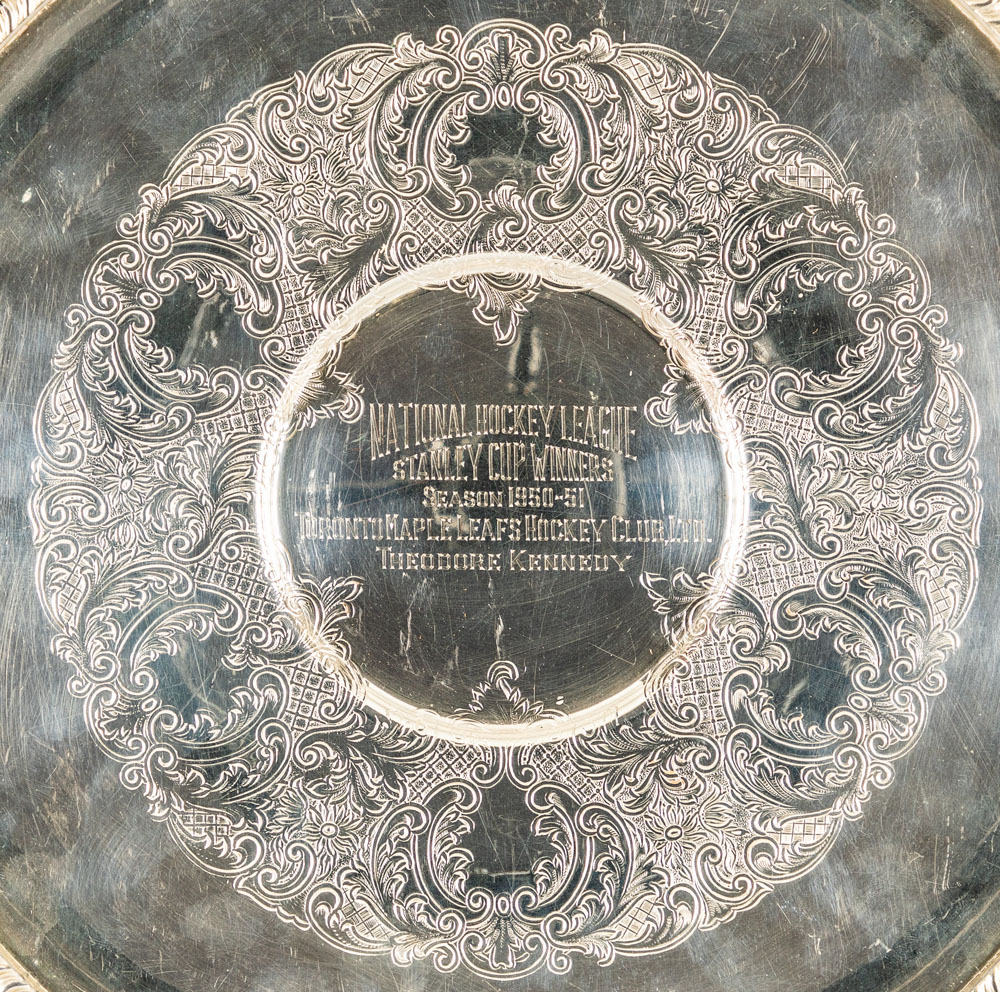 NATIONAL HOCKEY LEAGUE
STANLEY CUP WINNERS
SEASON 1950-51
TORONTO MAPLE LEAFS HOCKEY CLUB, LTD.
THEODORE KENNEDY